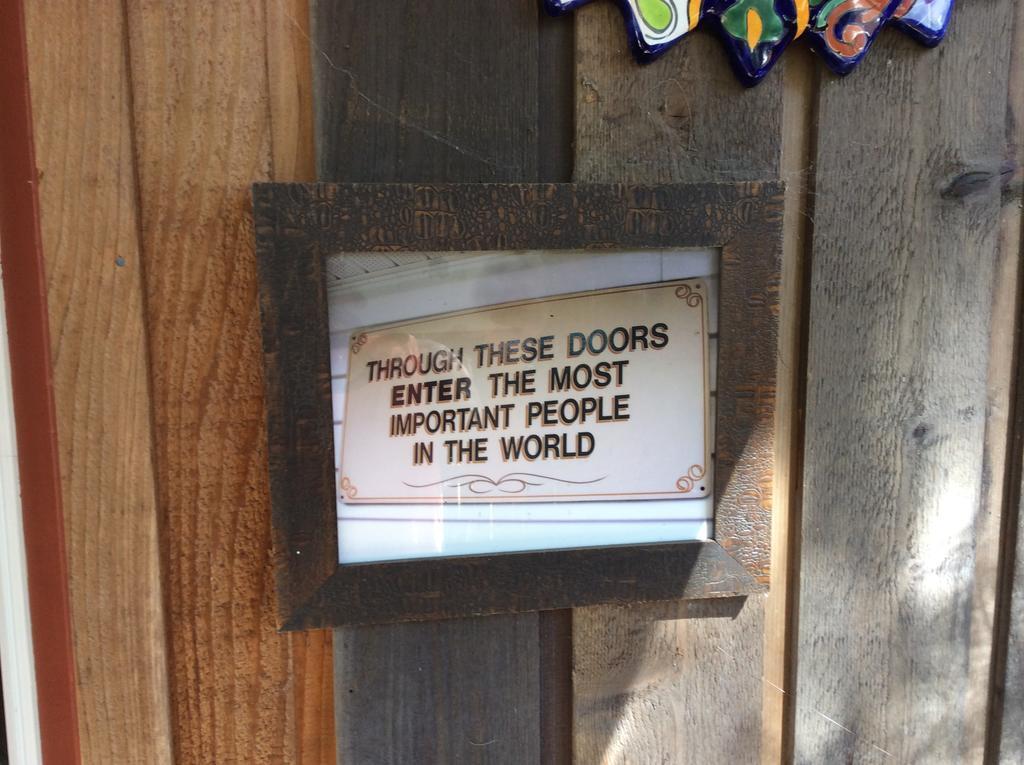 THROUGH THESE DOORS
ENTER THE MOST
IMPORTANT PEOPLE
IN THE WORLD